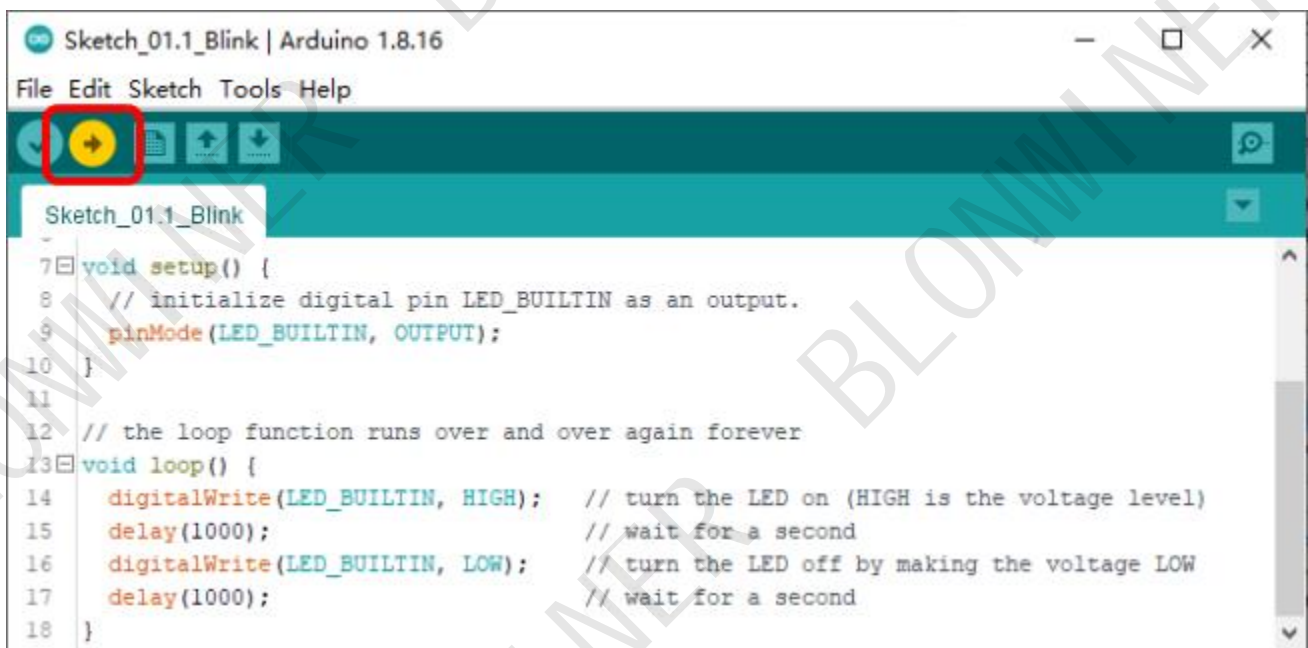 Sketch_01.1_Blink | Arduino 1.8.16
File Edit Sketch Tools Help
Sketch_01.1_Blink
7 void setup() {
8 // initialize digital pin LED_BUILTIN as an output.
9 pinMode(LED_BUILTIN, OUTPUT);
10 }
11
12 // the loop function runs over and over again forever
13 void loop() {
14 digitalWrite(LED_BUILTIN, HIGH); // turn the LED on (HIGH is the voltage level)
15 delay(1000); // wait for a second
16 digitalWrite(LED_BUILTIN, LOW); // turn the LED off by making the voltage LOW
17 delay(1000); // wait for a second
18 }
BLONWINER